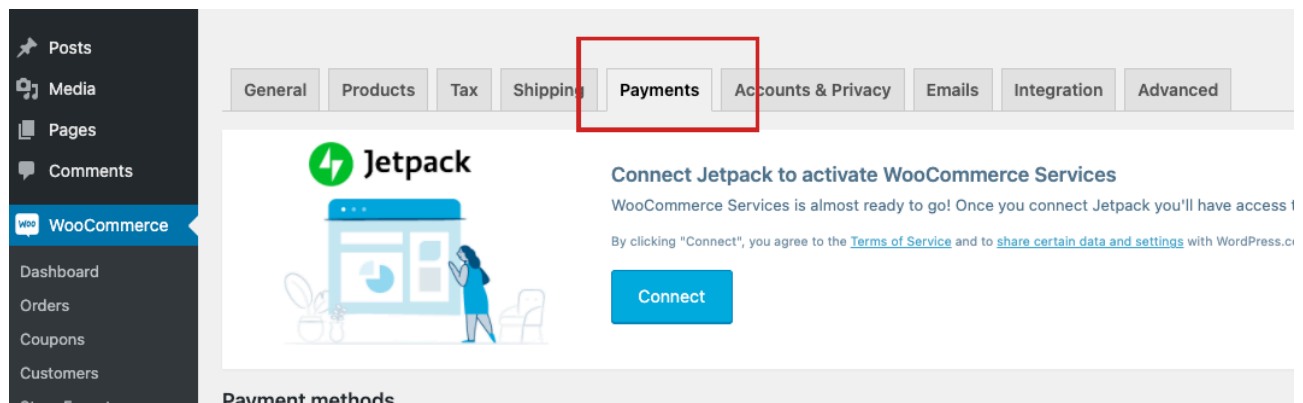 Posts
Media
Pages
Comments
WOO WooCommerce
Dashboard
Orders
Coupons
Customers
General Products Tax Shipping Payments Accounts & Privacy Emails Integration Advanced
Jetpack
Connect Jetpack to activate WooCommerce Services
WooCommerce Services is almost ready to go! Once you connect Jetpack you'll have access
By clicking "Connect", you agree to the Terms of Service and to share certain data and settings with
Connect
Payment methods